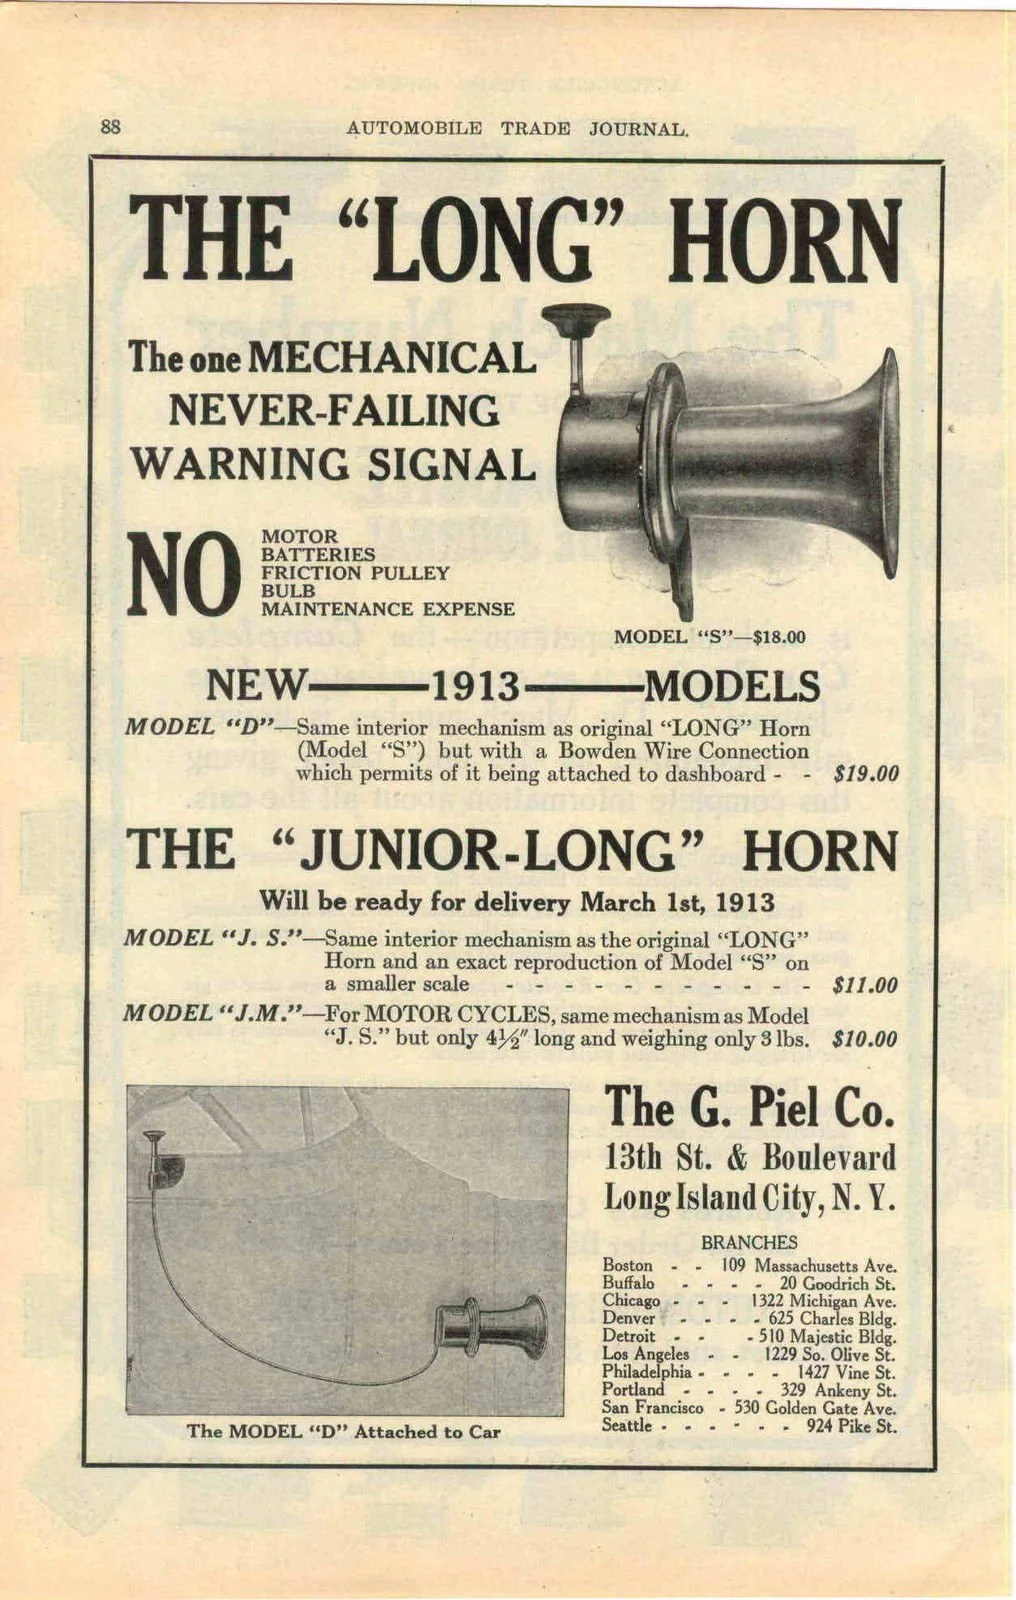 88
AUTOMOBILE TRADE JOURNAL.
THE "LONG" HORN
The one MECHANICAL
NEVER-FAILING
WARNING SIGNAL
NO
MOTOR
BATTERIES
FRICTION PULLEY
BULB
MAINTENANCE EXPENSE
MODEL "S"—$18.00
NEW——1913——MODELS
MODEL "D"—Same interior mechanism as original "LONG" Horn
(Model "S") but with a Bowden Wire Connection
which permits of it being attached to dashboard - - $19.00
THE "JUNIOR-LONG" HORN
Will be ready for delivery March 1st, 1913
MODEL "J. S."—Same interior mechanism as the original "LONG"
Horn and an exact reproduction of Model "S" on
a smaller scale - - - - - - - - - - - $11.00
MODEL "J.M."—For MOTOR CYCLES, same mechanism as Model
"J. S." but only 4½" long and weighing only 3 lbs. $10.00
The MODEL "D" Attached to Car
The G. Piel Co.
13th St. & Boulevard
Long Island City, N. Y.
BRANCHES
Boston - - 109 Massachusetts Ave.
Buffalo - - - - 20 Goodrich St.
Chicago - - - 1322 Michigan Ave.
Denver - - - - 625 Charles Bldg.
Detroit - - - 510 Majestic Bldg.
Los Angeles - - 1229 So. Olive St.
Philadelphia - - - - 1427 Vine St.
Portland - - - - 329 Ankeny St.
San Francisco - 530 Golden Gate Ave.
Seattle - - - - - - 924 Pike St.